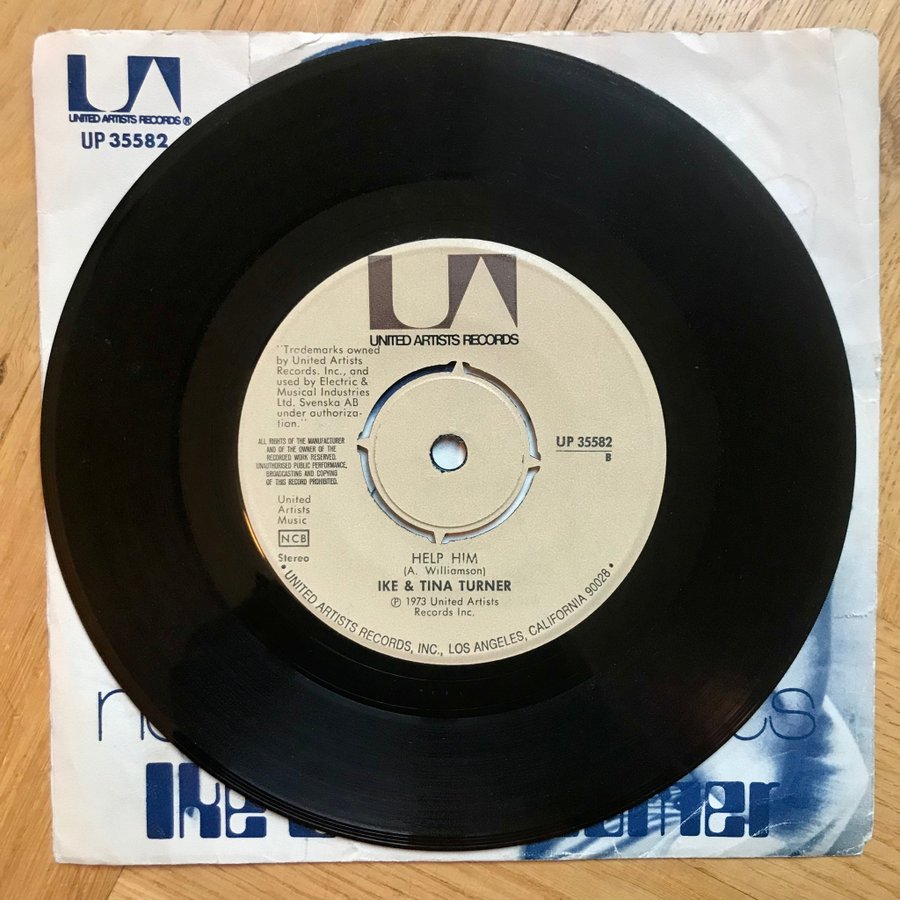 UNITED ARTISTS RECORDS ®
UP 35582
UA
UNITED ARTISTS RECORDS
"Trademarks owned
by United Artists
Records. Inc., and
used by Electric &
Musical Industries
Ltd. Svenska AB
under authoriza-
tion."
ALL RIGHTS OF THE MANUFACTURER
AND OF THE OWNER OF THE
RECORDED WORK RESERVED.
UNAUTHORISED PUBLIC PERFORMANCE,
BROADCASTING AND COPYING
OF THIS RECORD PROHIBITED.
UP 35582
B
United
Artists
Music
NCB
Stereo
HELP HIM
(A. Williamson)
IKE & TINA TURNER
℗ 1973 United Artists
Records Inc.
• UNITED ARTISTS RECORDS, INC., LOS ANGELES, CALIFORNIA 90028 •
Ike